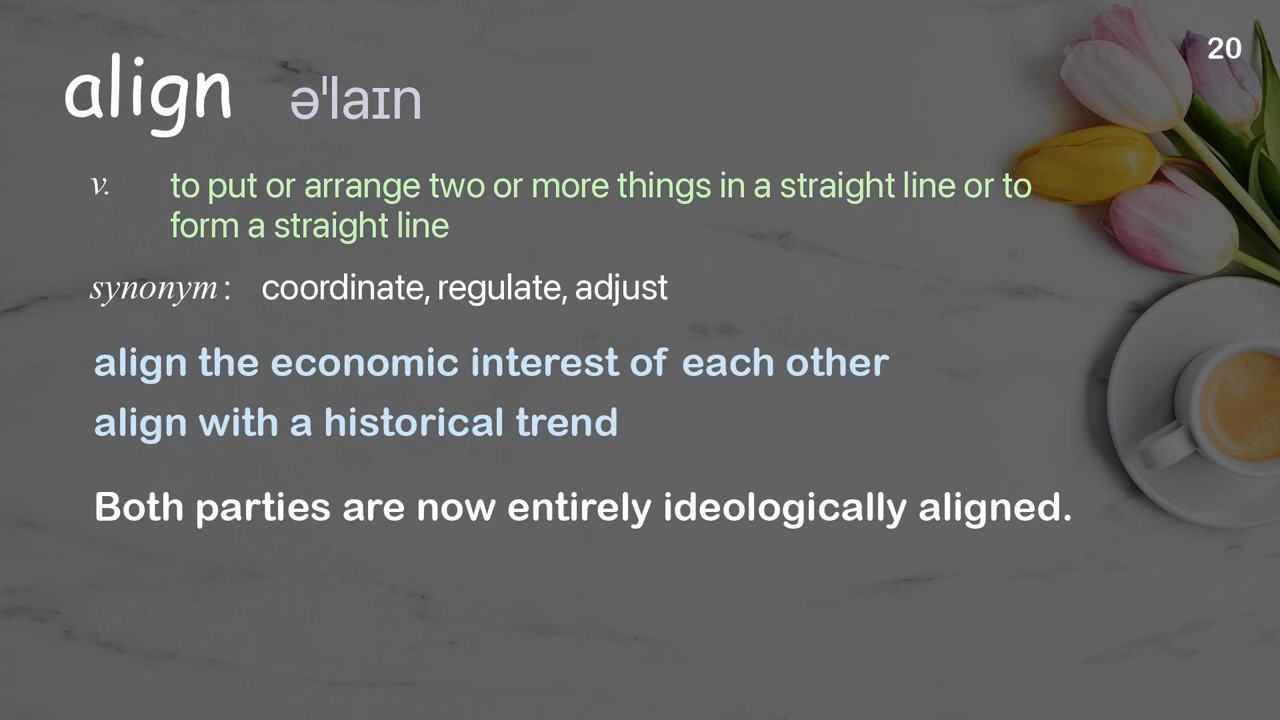 20
align əˈlaɪn
v. to put or arrange two or more things in a straight line or to
form a straight line
synonym : coordinate, regulate, adjust
align the economic interest of each other
align with a historical trend
Both parties are now entirely ideologically aligned.